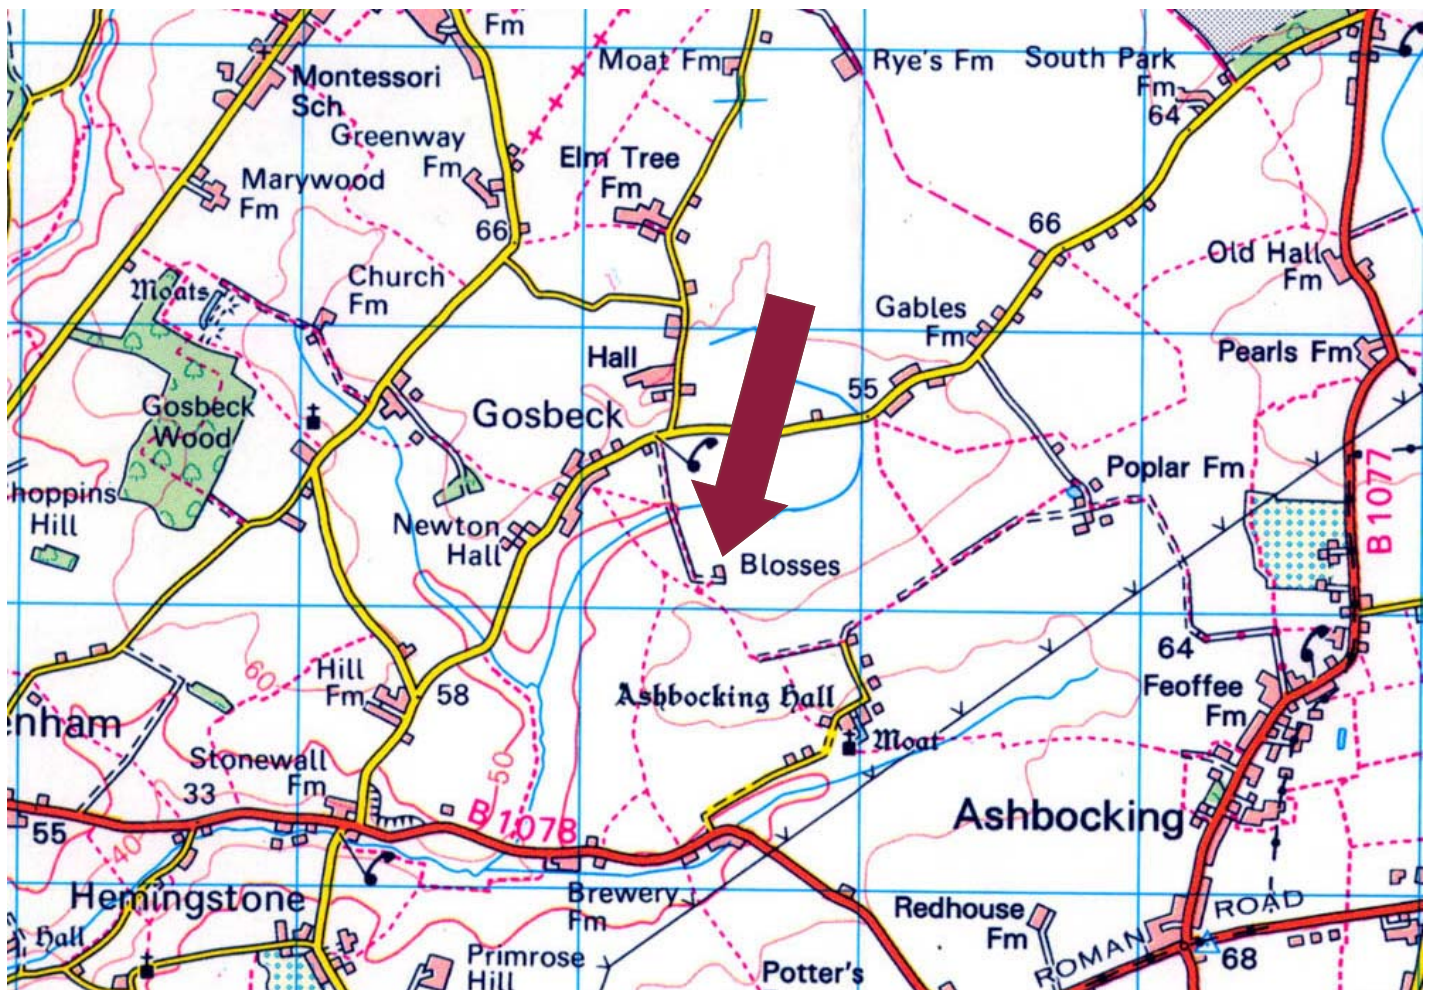 Fm
Moat Fm
Rye's Fm
South Park
Fm
64
Montessori
Sch
Greenway
Fm
Elm Tree
Fm
Marywood
Fm
66
66
Old Hall
Fm
Moats
Church
Fm
Gables
Fm
Hall
Pearls Fm
55
Gosbeck
Wood
Gosbeck
Poplar Fm
hoppins
Hill
Newton
Hall
B 1077
Blosses
60
Hill
Fm
58
64
Ashbocking Hall
Feoffee
Fm
enham
Moat
Stonewall
Fm
50
33
55
B 1078
Ashbocking
40
Hemingstone
Brewery
Fm
Redhouse
Fm
ROMAN ROAD
Hall
68
Primrose
Hill
Potter's